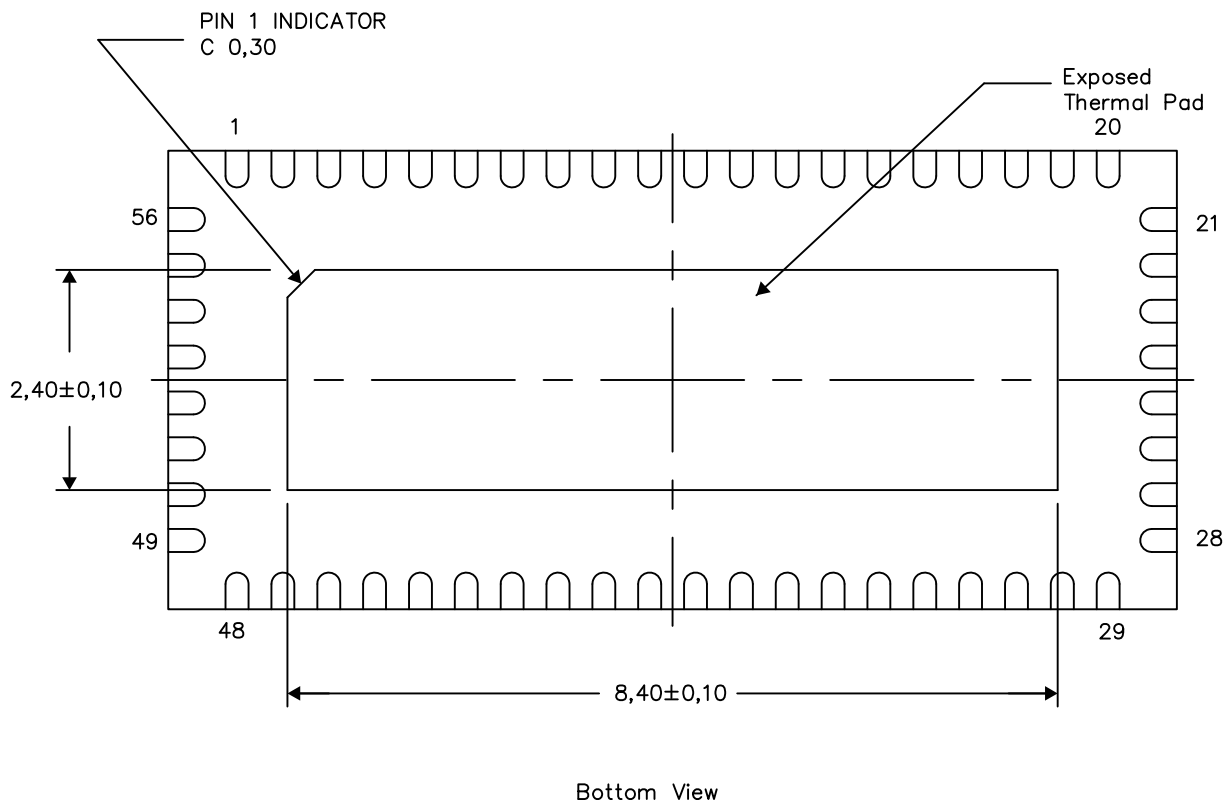 PIN 1 INDICATOR
C 0,30
Exposed
Thermal Pad
1
20
56
21
2,40±0,10
49
28
48
29
8,40±0,10
Bottom View